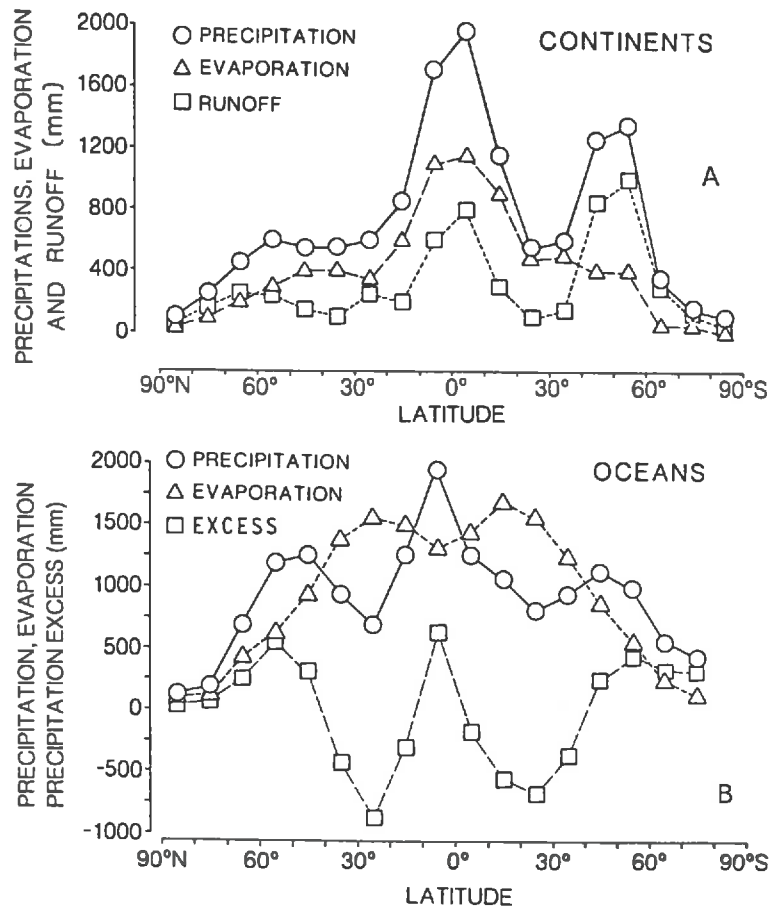 CONTINENTS
○ PRECIPITATION
△ EVAPORATION
□ RUNOFF
A
PRECIPITATIONS, EVAPORATION
AND RUNOFF (mm)
2000
1600
1200
800
400
0
90°N 60° 30° 0° 30° 60° 90°S
LATITUDE
OCEANS
○ PRECIPITATION
△ EVAPORATION
□ EXCESS
B
PRECIPITATION, EVAPORATION
PRECIPITATION EXCESS (mm)
2000
1500
1000
500
0
-500
-1000
90°N 60° 30° 0° 30° 60° 90°S
LATITUDE